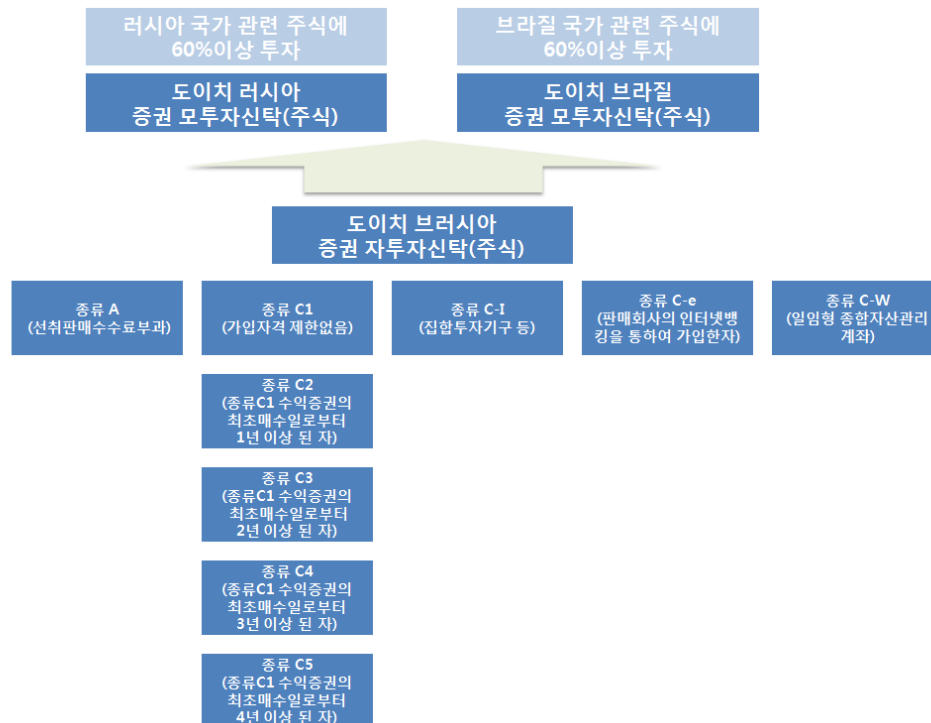 러시아 국가 관련 주식에
60%이상 투자
브라질 국가 관련 주식에
60%이상 투자
도이치 러시아
증권 모투자신탁(주식)
도이치 브라질
증권 모투자신탁(주식)
도이치 브러시아
증권 자투자신탁(주식)
종류 A
(선취판매수수료부과)
종류 C1
(가입자격 제한없음)
종류 C-I
(집합투자기구 등)
종류 C-e
(판매회사의 인터넷뱅
킹을 통하여 가입한자)
종류 C-W
(일임형 종합자산관리
계좌)
종류 C2
(종류C1 수익증권의
최초매수일로부터
1년 이상 된 자)
종류 C3
(종류C1 수익증권의
최초매수일로부터
2년 이상 된 자)
종류 C4
(종류C1 수익증권의
최초매수일로부터
3년 이상 된 자)
종류 C5
(종류C1 수익증권의
최초매수일로부터
4년 이상 된 자)